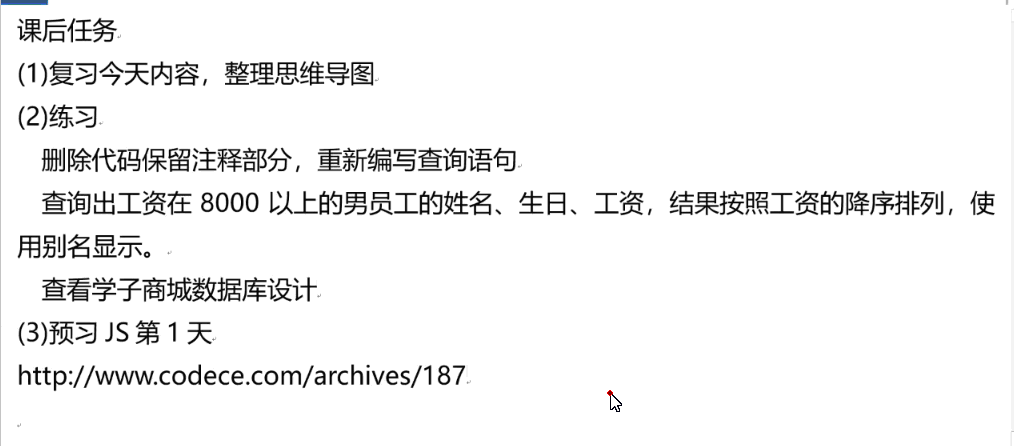 课后任务
(1)复习今天内容，整理思维导图
(2)练习
删除代码保留注释部分，重新编写查询语句
查询出工资在 8000 以上的男员工的姓名、生日、工资，结果按照工资的降序排列，使
用别名显示。
查看学子商城数据库设计
(3)预习 JS 第 1 天
http://www.codece.com/archives/187